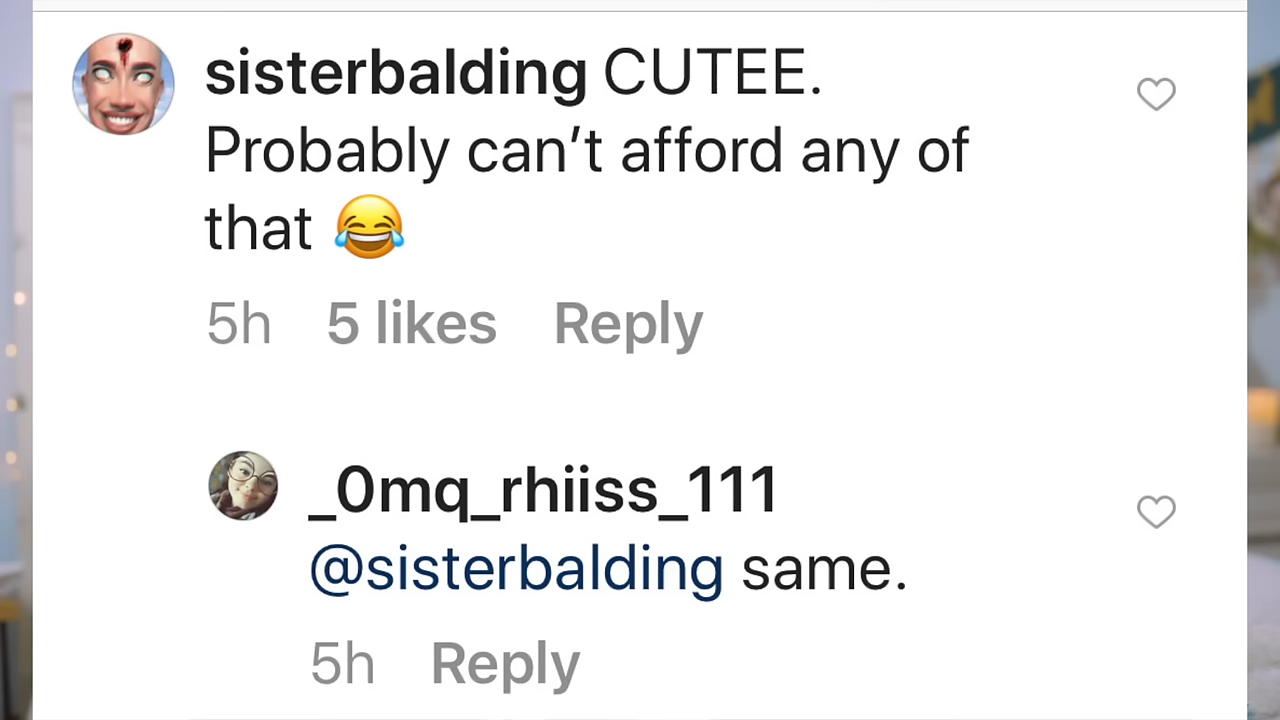 sisterbalding CUTEE.
Probably can’t afford any of
that 😂
5h 5 likes Reply
_0mq_rhiiss_111
@sisterbalding same.
5h Reply